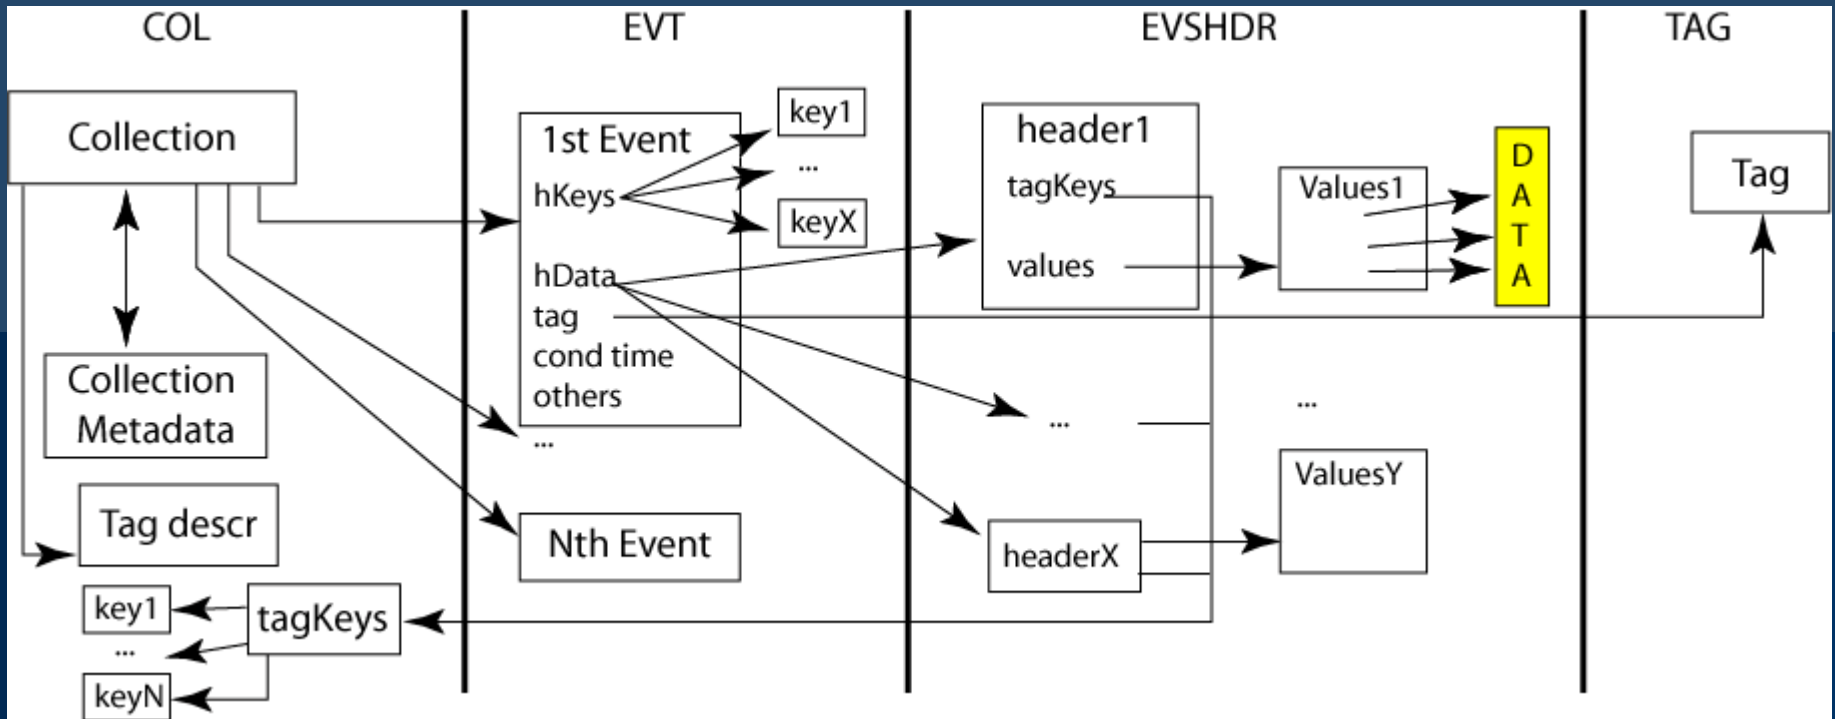 COL
EVT
EVSHDR
TAG
Collection
Collection
Metadata
Tag descr
key1
...
keyN
tagKeys
1st Event
hKeys
hData
tag
cond time
others
key1
...
keyX
...
Nth Event
header1
tagKeys
values
...
headerX
Values1
...
ValuesY
D
A
T
A
Tag